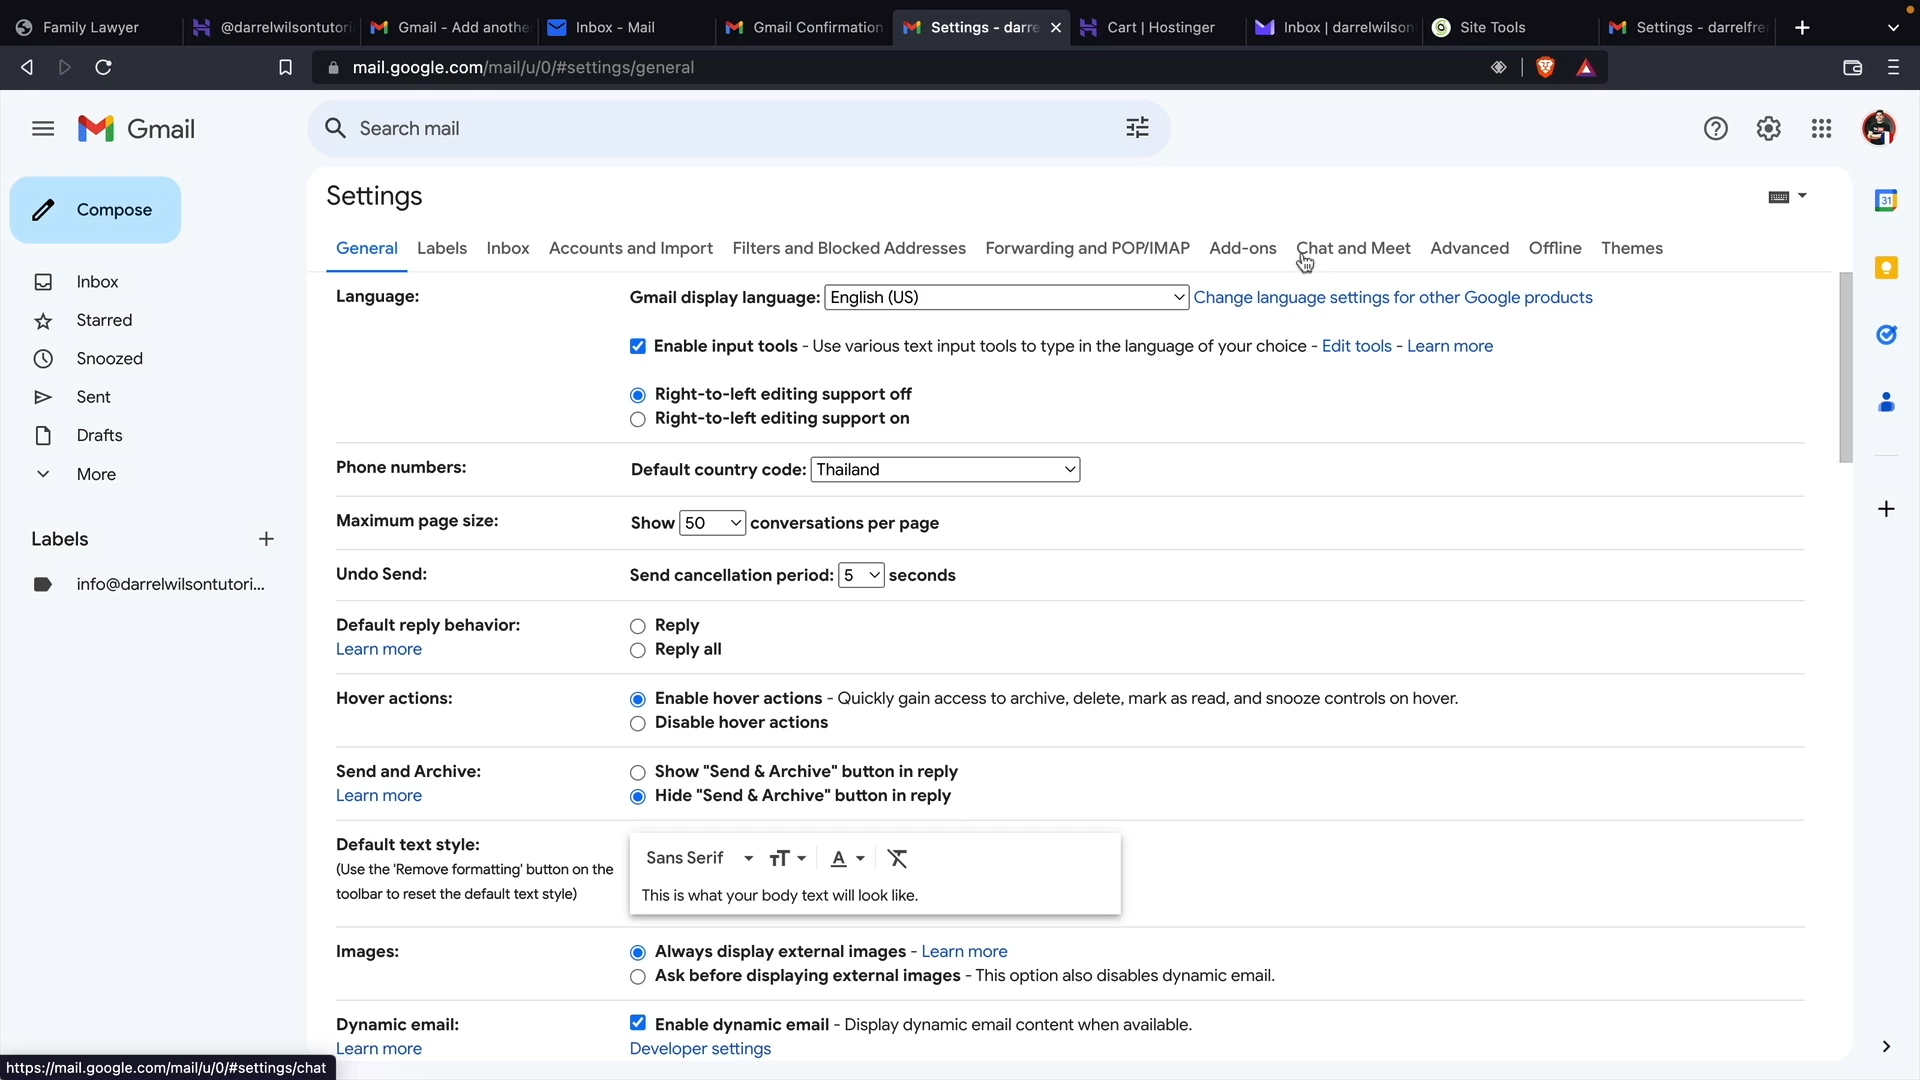 Family Lawyer
@darrelwilsontutori
Gmail - Add anothe
Inbox - Mail
Gmail Confirmation
Settings - darre
Cart | Hostinger
Inbox | darrelwilson
Site Tools
Settings - darrelfre
mail.google.com/mail/u/0/#settings/general
Gmail
Search mail
Compose
Inbox
Starred
Snoozed
Sent
Drafts
More
Labels
info@darrelwilsontutori...
Settings
General Labels Inbox Accounts and Import Filters and Blocked Addresses Forwarding and POP/IMAP Add-ons Chat and Meet Advanced Offline Themes
Language:
Gmail display language: English (US) Change language settings for other Google products
Enable input tools - Use various text input tools to type in the language of your choice - Edit tools - Learn more
Right-to-left editing support off
Right-to-left editing support on
Phone numbers:
Default country code: Thailand
Maximum page size:
Show 50 conversations per page
Undo Send:
Send cancellation period: 5 seconds
Default reply behavior:
Learn more
Reply
Reply all
Hover actions:
Enable hover actions - Quickly gain access to archive, delete, mark as read, and snooze controls on hover.
Disable hover actions
Send and Archive:
Learn more
Show "Send & Archive" button in reply
Hide "Send & Archive" button in reply
Default text style:
(Use the 'Remove formatting' button on the
toolbar to reset the default text style)
Sans Serif
This is what your body text will look like.
Images:
Always display external images - Learn more
Ask before displaying external images - This option also disables dynamic email.
Dynamic email:
Learn more
Enable dynamic email - Display dynamic email content when available.
Developer settings
31
https://mail.google.com/mail/u/0/#settings/chat